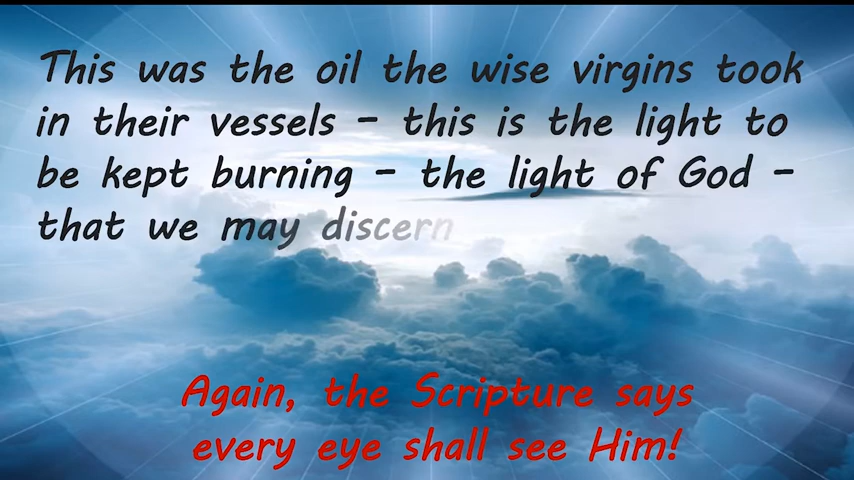 This was the oil the wise virgins took
in their vessels – this is the light to
be kept burning – the light of God –
that we may discern
Again, the Scripture says
every eye shall see Him!